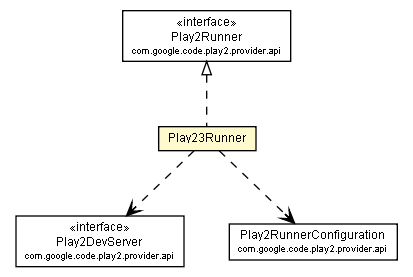 «interface»
Play2Runner
com.google.code.play2.provider.api
Play23Runner
«interface»
Play2DevServer
com.google.code.play2.provider.api
Play2RunnerConfiguration
com.google.code.play2.provider.api